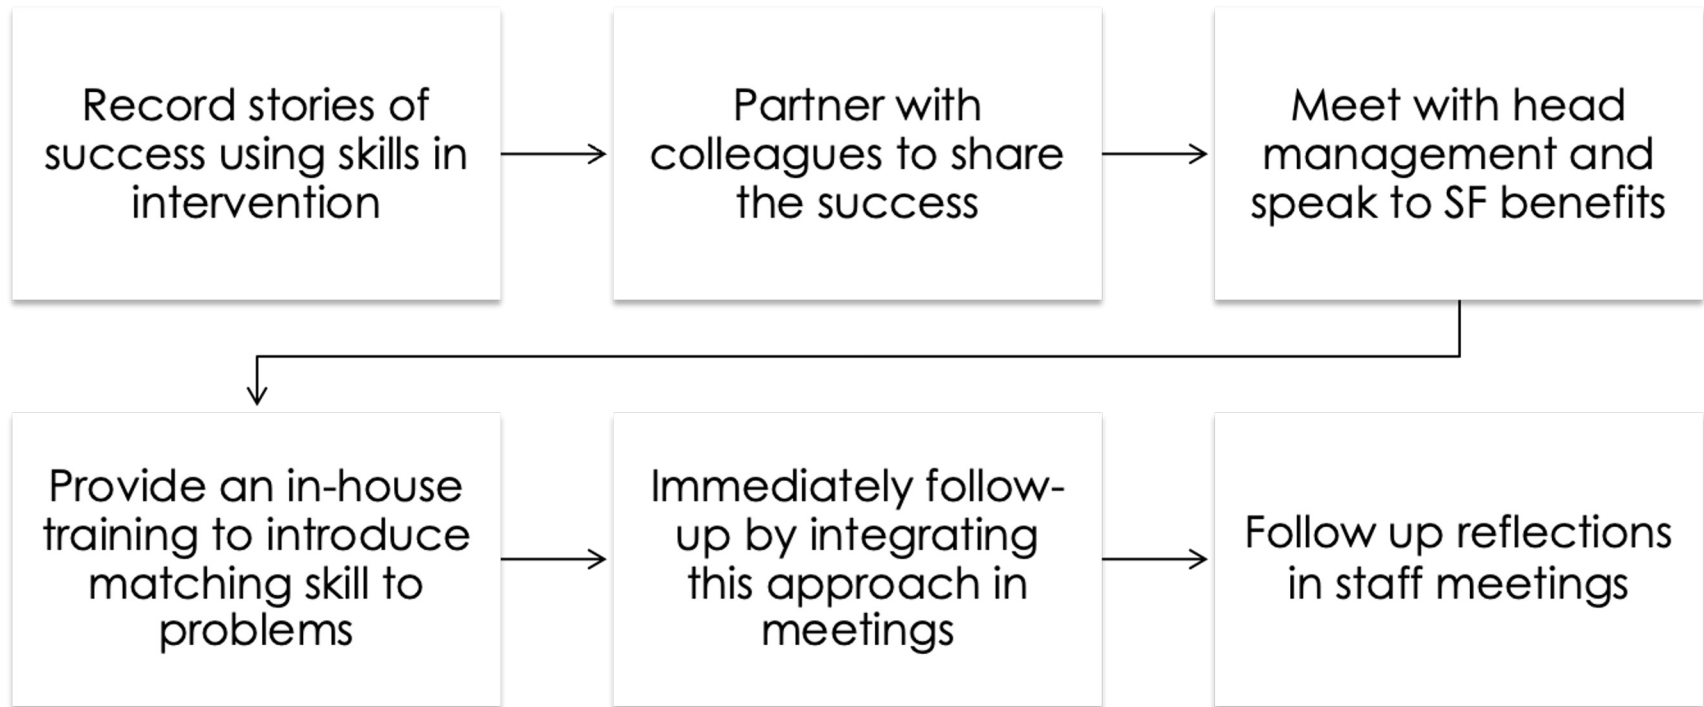 Record stories of
success using skills in
intervention
Partner with
colleagues to share
the success
Meet with head
management and
speak to SF benefits
Provide an in-house
training to introduce
matching skill to
problems
Immediately follow-
up by integrating
this approach in
meetings
Follow up reflections
in staff meetings